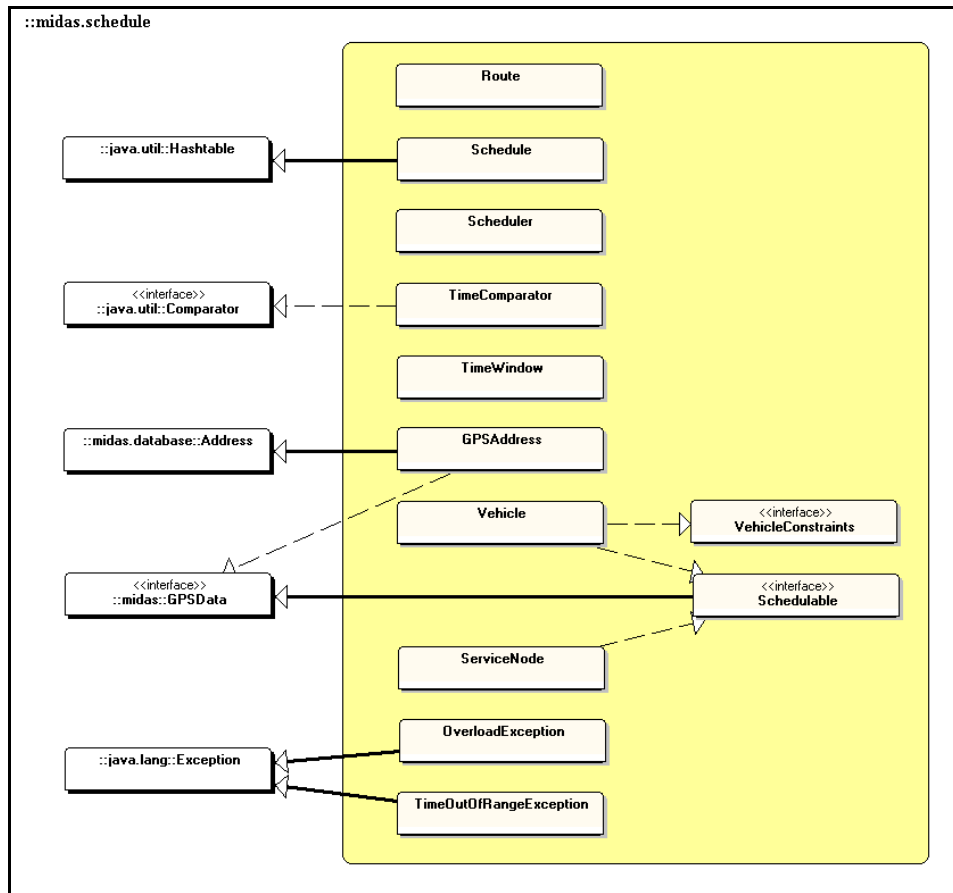 ::midas.schedule
Route
::java.util::Hashtable
Schedule
Scheduler
<<interface>>
::java.util::Comparator
TimeComparator
TimeWindow
::midas.database::Address
GPSAddress
Vehicle
<<interface>>
VehicleConstraints
<<interface>>
::midas::GPSData
<<interface>>
Schedulable
ServiceNode
OverloadException
::java.lang::Exception
TimeOutOfRangeException